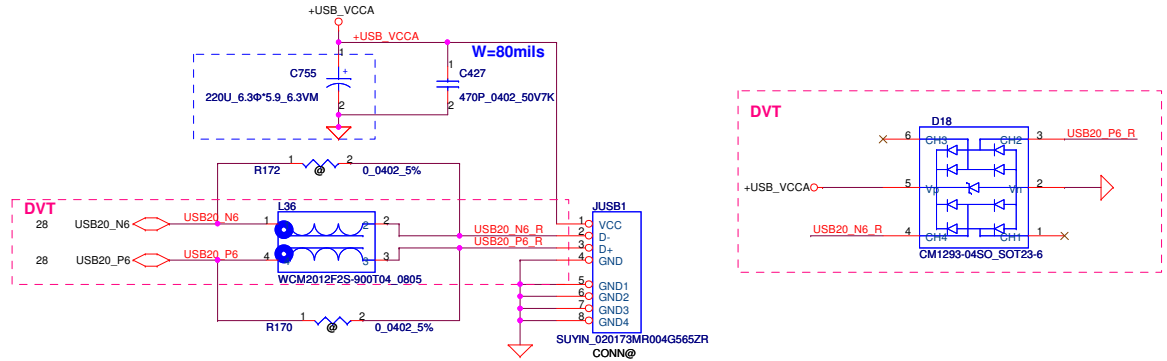 +USB_VCCA
+USB_VCCA
W=80mils
1
C755
+
220U_6.3Φ*5.9_6.3VM
2
1
C427
470P_0402_50V7K
2
DVT
D18
6 CH3 CH2 3 USB20_P6_R
+USB_VCCA 5 Vp Vn 2
USB20_N6_R 4 CH4 CH1 1
CM1293-04SO_SOT23-6
R172 1 @ 2 0_0402_5%
DVT
L36
JUSB1
28 USB20_N6 USB20_N6 1 2 2 USB20_N6_R
28 USB20_P6 USB20_P6 4 3 3 USB20_P6_R
WCM2012F2S-900T04_0805
1 VCC
2 D-
3 D+
4 GND
5 GND1
6 GND2
7 GND3
8 GND4
R170 1 @ 2 0_0402_5%
SUYIN_020173MR004G565ZR
CONN@